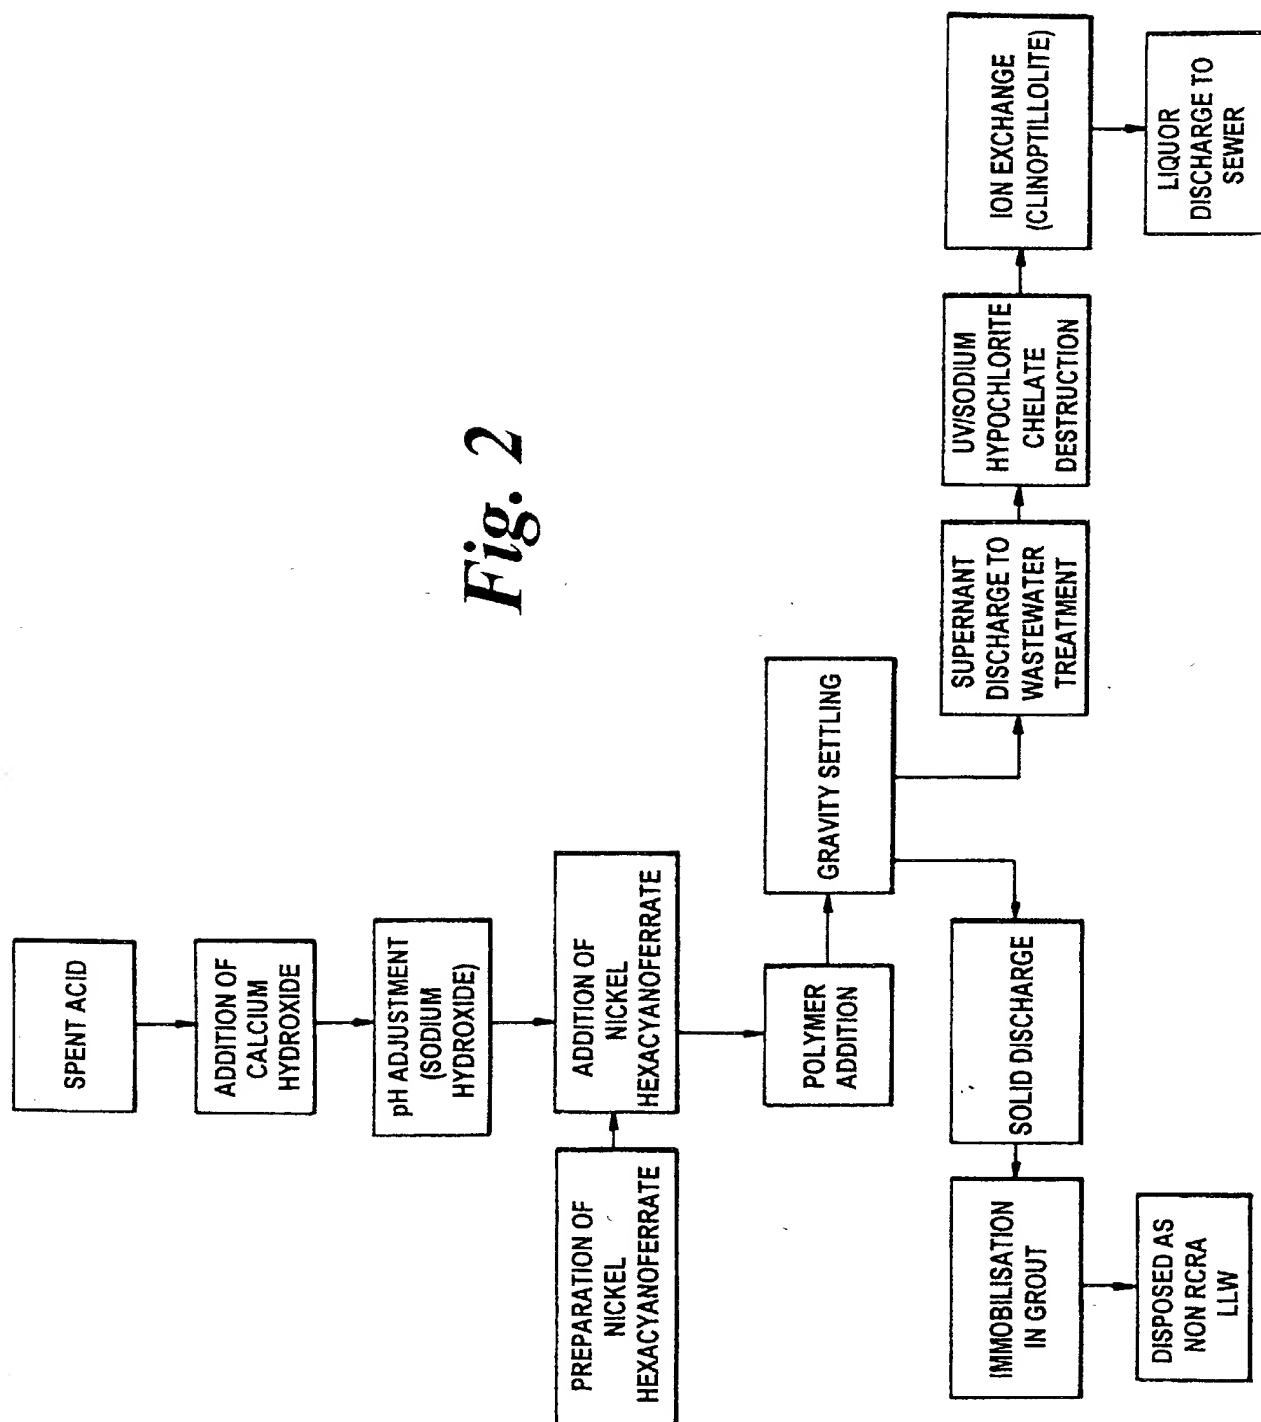 SPENT ACID
ADDITION OF
CALCIUM
HYDROXIDE
pH ADJUSTMENT
(SODIUM
HYDROXIDE)
PREPARATION OF
NICKEL
HEXACYANOFERRATE
ADDITION OF
NICKEL
HEXACYANOFERRATE
POLYMER
ADDITION
GRAVITY SETTLING
SOLID DISCHARGE
IMMOBILISATION
IN GROUT
DISPOSED AS
NON RCRA
LLW
SUPERNANT
DISCHARGE TO
WASTEWATER
TREATMENT
UV/SODIUM
HYPOCHLORITE
CHELATE
DESTRUCTION
ION EXCHANGE
(CLINOPTILLOLITE)
LIQUOR
DISCHARGE TO
SEWER
Fig. 2